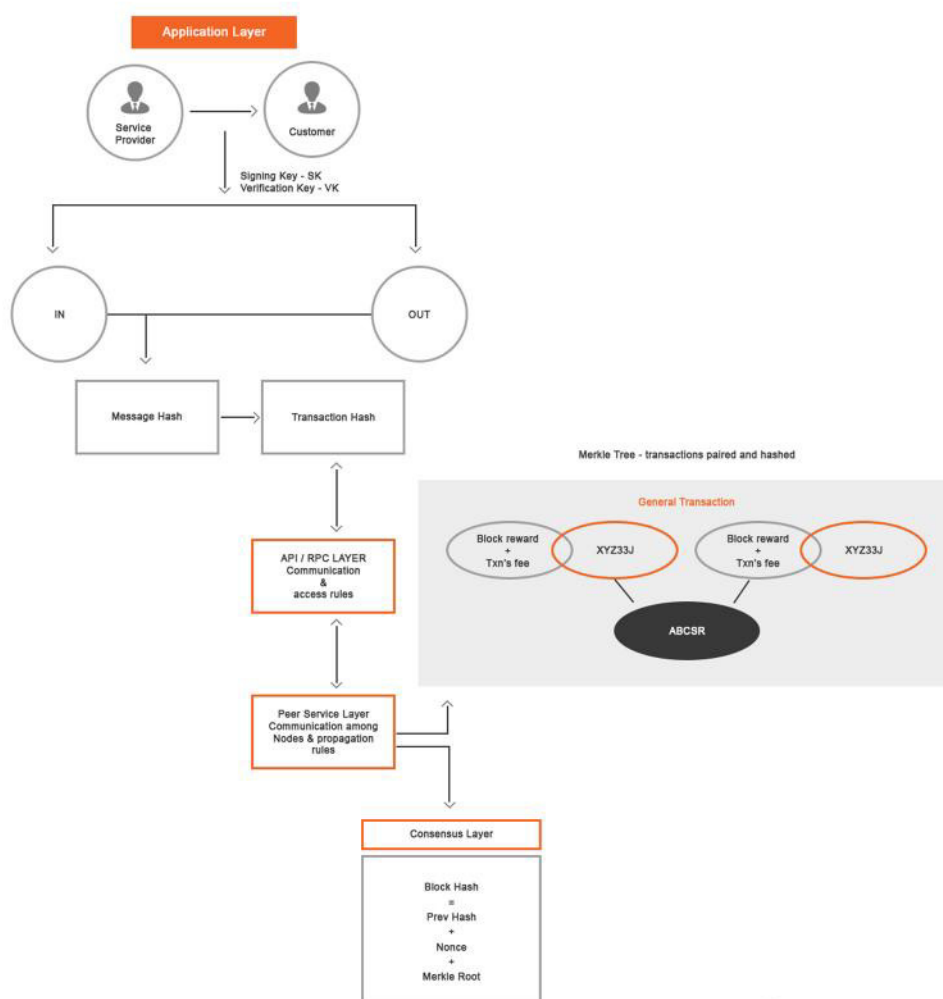 Application Layer
Service
Provider
Customer
Signing Key - SK
Verification Key - VK
IN
OUT
Message Hash
Transaction Hash
Merkle Tree - transactions paired and hashed
General Transaction
Block reward
+
Txn's fee
XYZ33J
Block reward
+
Txn's fee
XYZ33J
ABCSR
API / RPC LAYER
Communication
&
access rules
Peer Service Layer
Communication among
Nodes & propagation
rules
Consensus Layer
Block Hash
=
Prev Hash
+
Nonce
+
Merkle Root